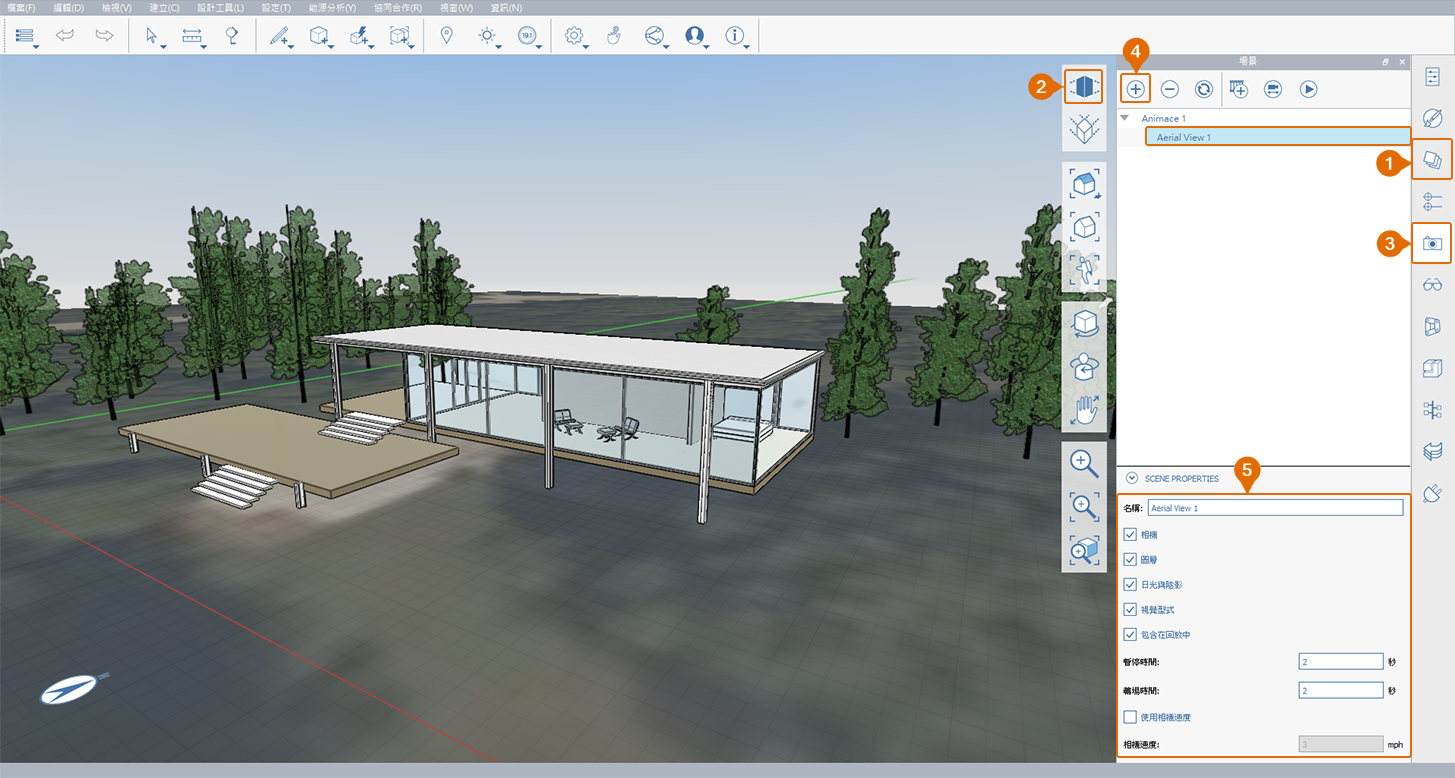 檔案(F) 編輯(D) 檢視(V) 建立(C) 設計工具(L) 設定(T) 能源分析(Y) 協同合作(R) 視窗(W) 資訊(N)
191
場景
4
2
1
3
Animace 1
Aerial View 1
5
SCENE PROPERTIES
名稱: Aerial View 1
相機
圖層
日光與陰影
視覺型式
包含在回放中
暫停時間: 2 秒
轉場時間: 2 秒
使用相機速度
相機速度: 3 mph